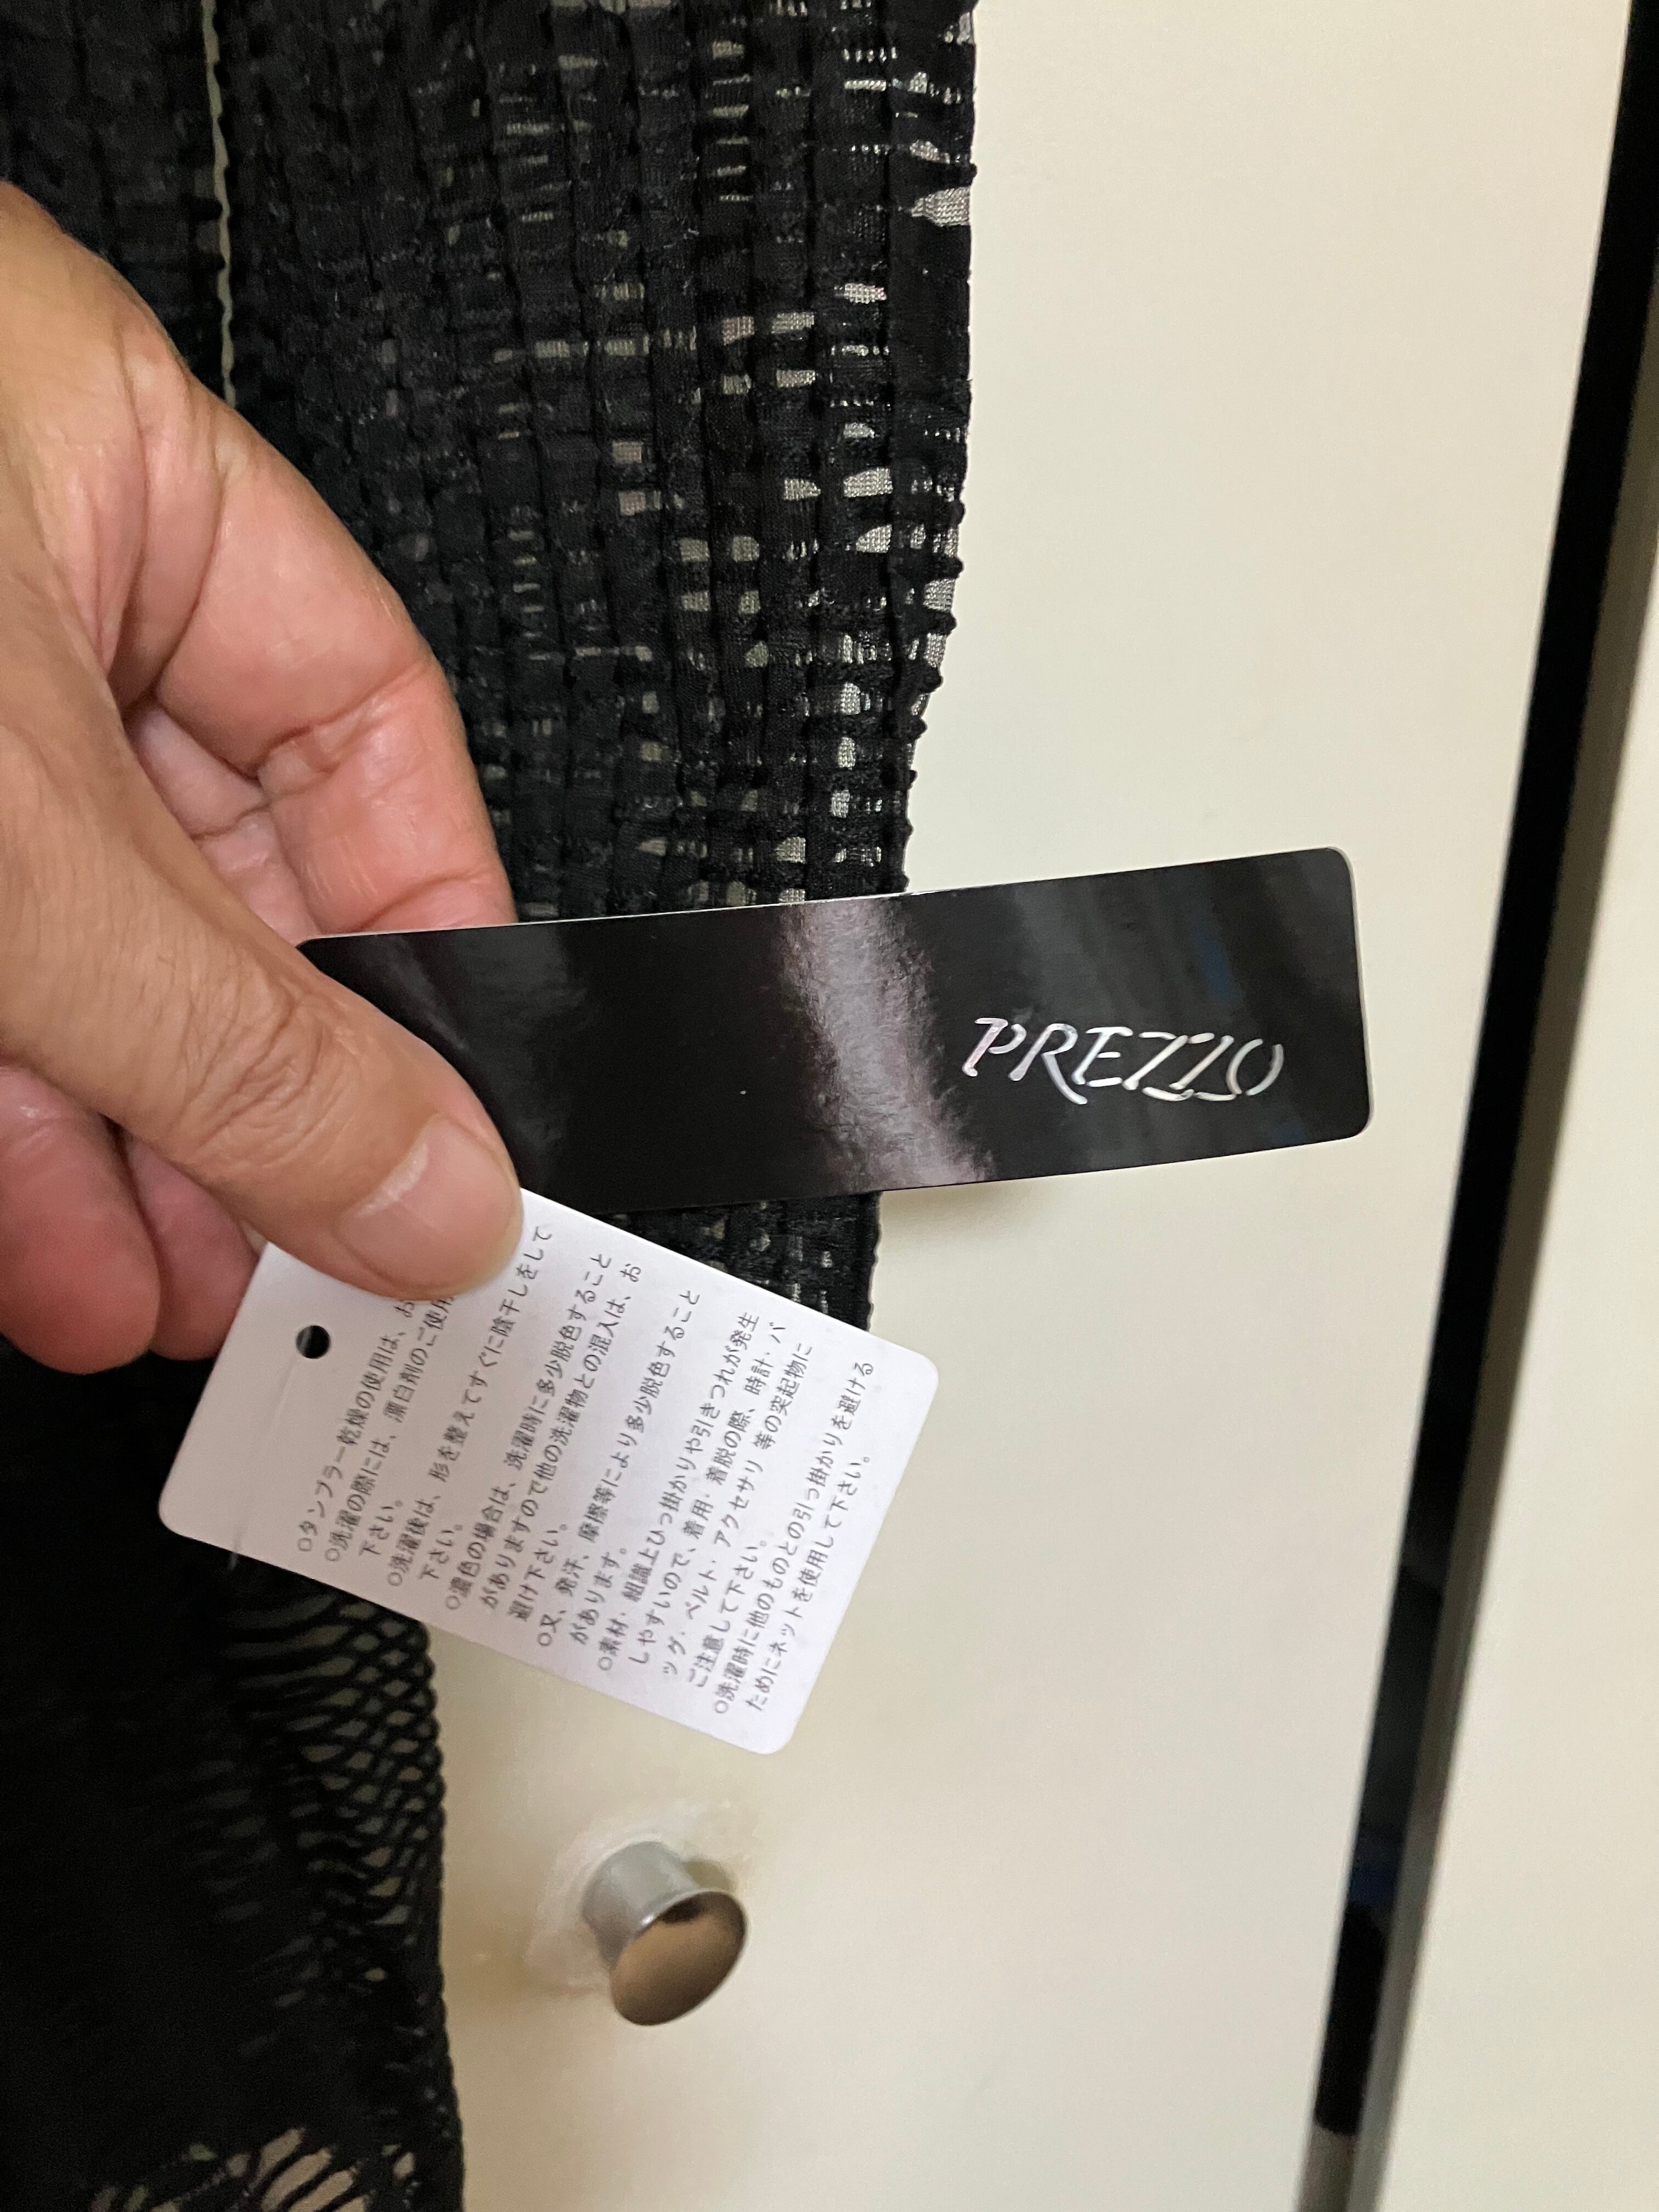 PREZZO
○タンブラー乾燥の使用は、お
○洗濯の際には、漂白剤のご使用
下さい。
○洗濯後は、形を整えてすぐに陰干しをして
下さい。
○濃色の場合は、洗濯時に多少脱色すること
がありますので他の洗濯物との混入は、お
避け下さい。
○又、発汗、摩擦等により多少脱色すること
があります。
○素材・組織上ひっ掛かりや引きつれが発生
しやすいので、着用・着脱の際、時計・バ
ッグ・ベルト・アクセサリ等の突起物に
ご注意して下さい。
○洗濯時に他のものとの引っ掛かりを避ける
ためにネットを使用して下さい。